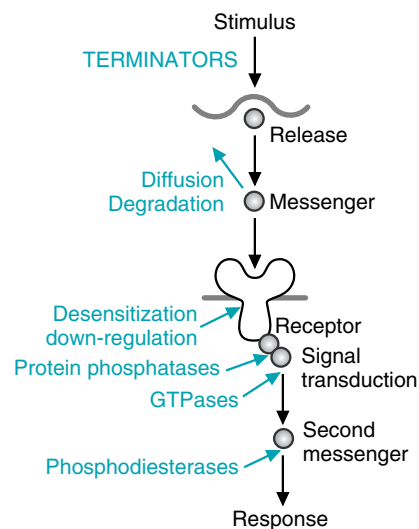 Stimulus
TERMINATORS
Release
Diffusion
Degradation
Messenger
Desensitization
down-regulation
Receptor
Protein phosphatases
Signal
transduction
GTPases
Second
messenger
Phosphodiesterases
Response